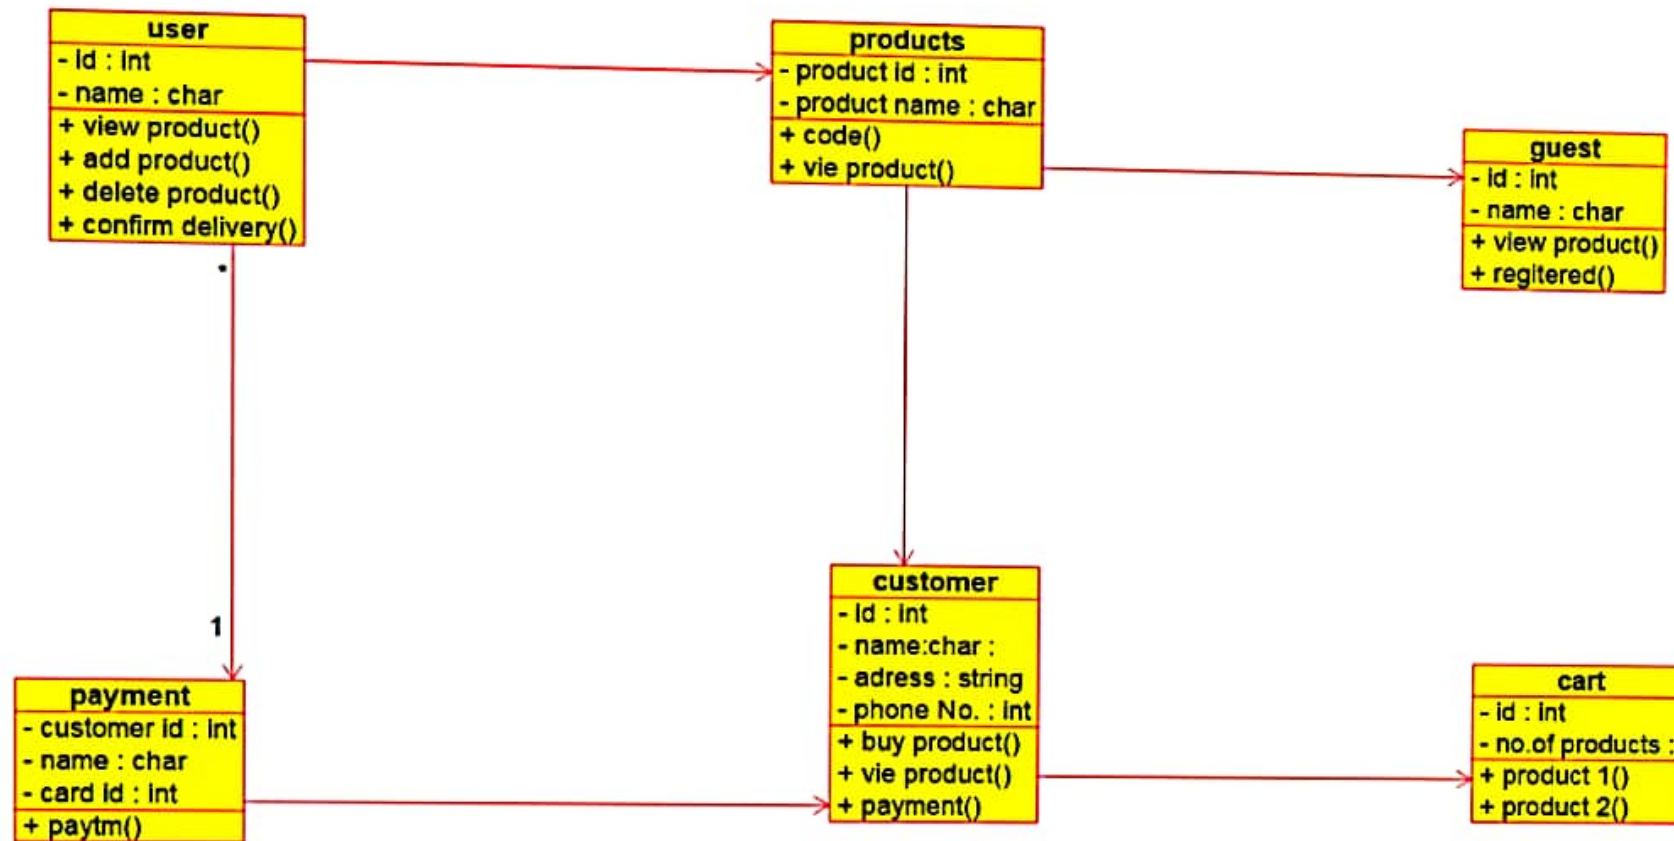 user
- id : int
- name : char
+ view product()
+ add product()
+ delete product()
+ confirm delivery()
products
- product id : int
- product name : char
+ code()
+ vie product()
guest
- id : int
- name : char
+ view product()
+ regitered()
*
1
payment
- customer id : int
- name : char
- card id : int
+ paytm()
customer
- id : int
- name:char :
- adress : string
- phone No. : int
+ buy product()
+ vie product()
+ payment()
cart
- id : int
- no.of products :
+ product 1()
+ product 2()